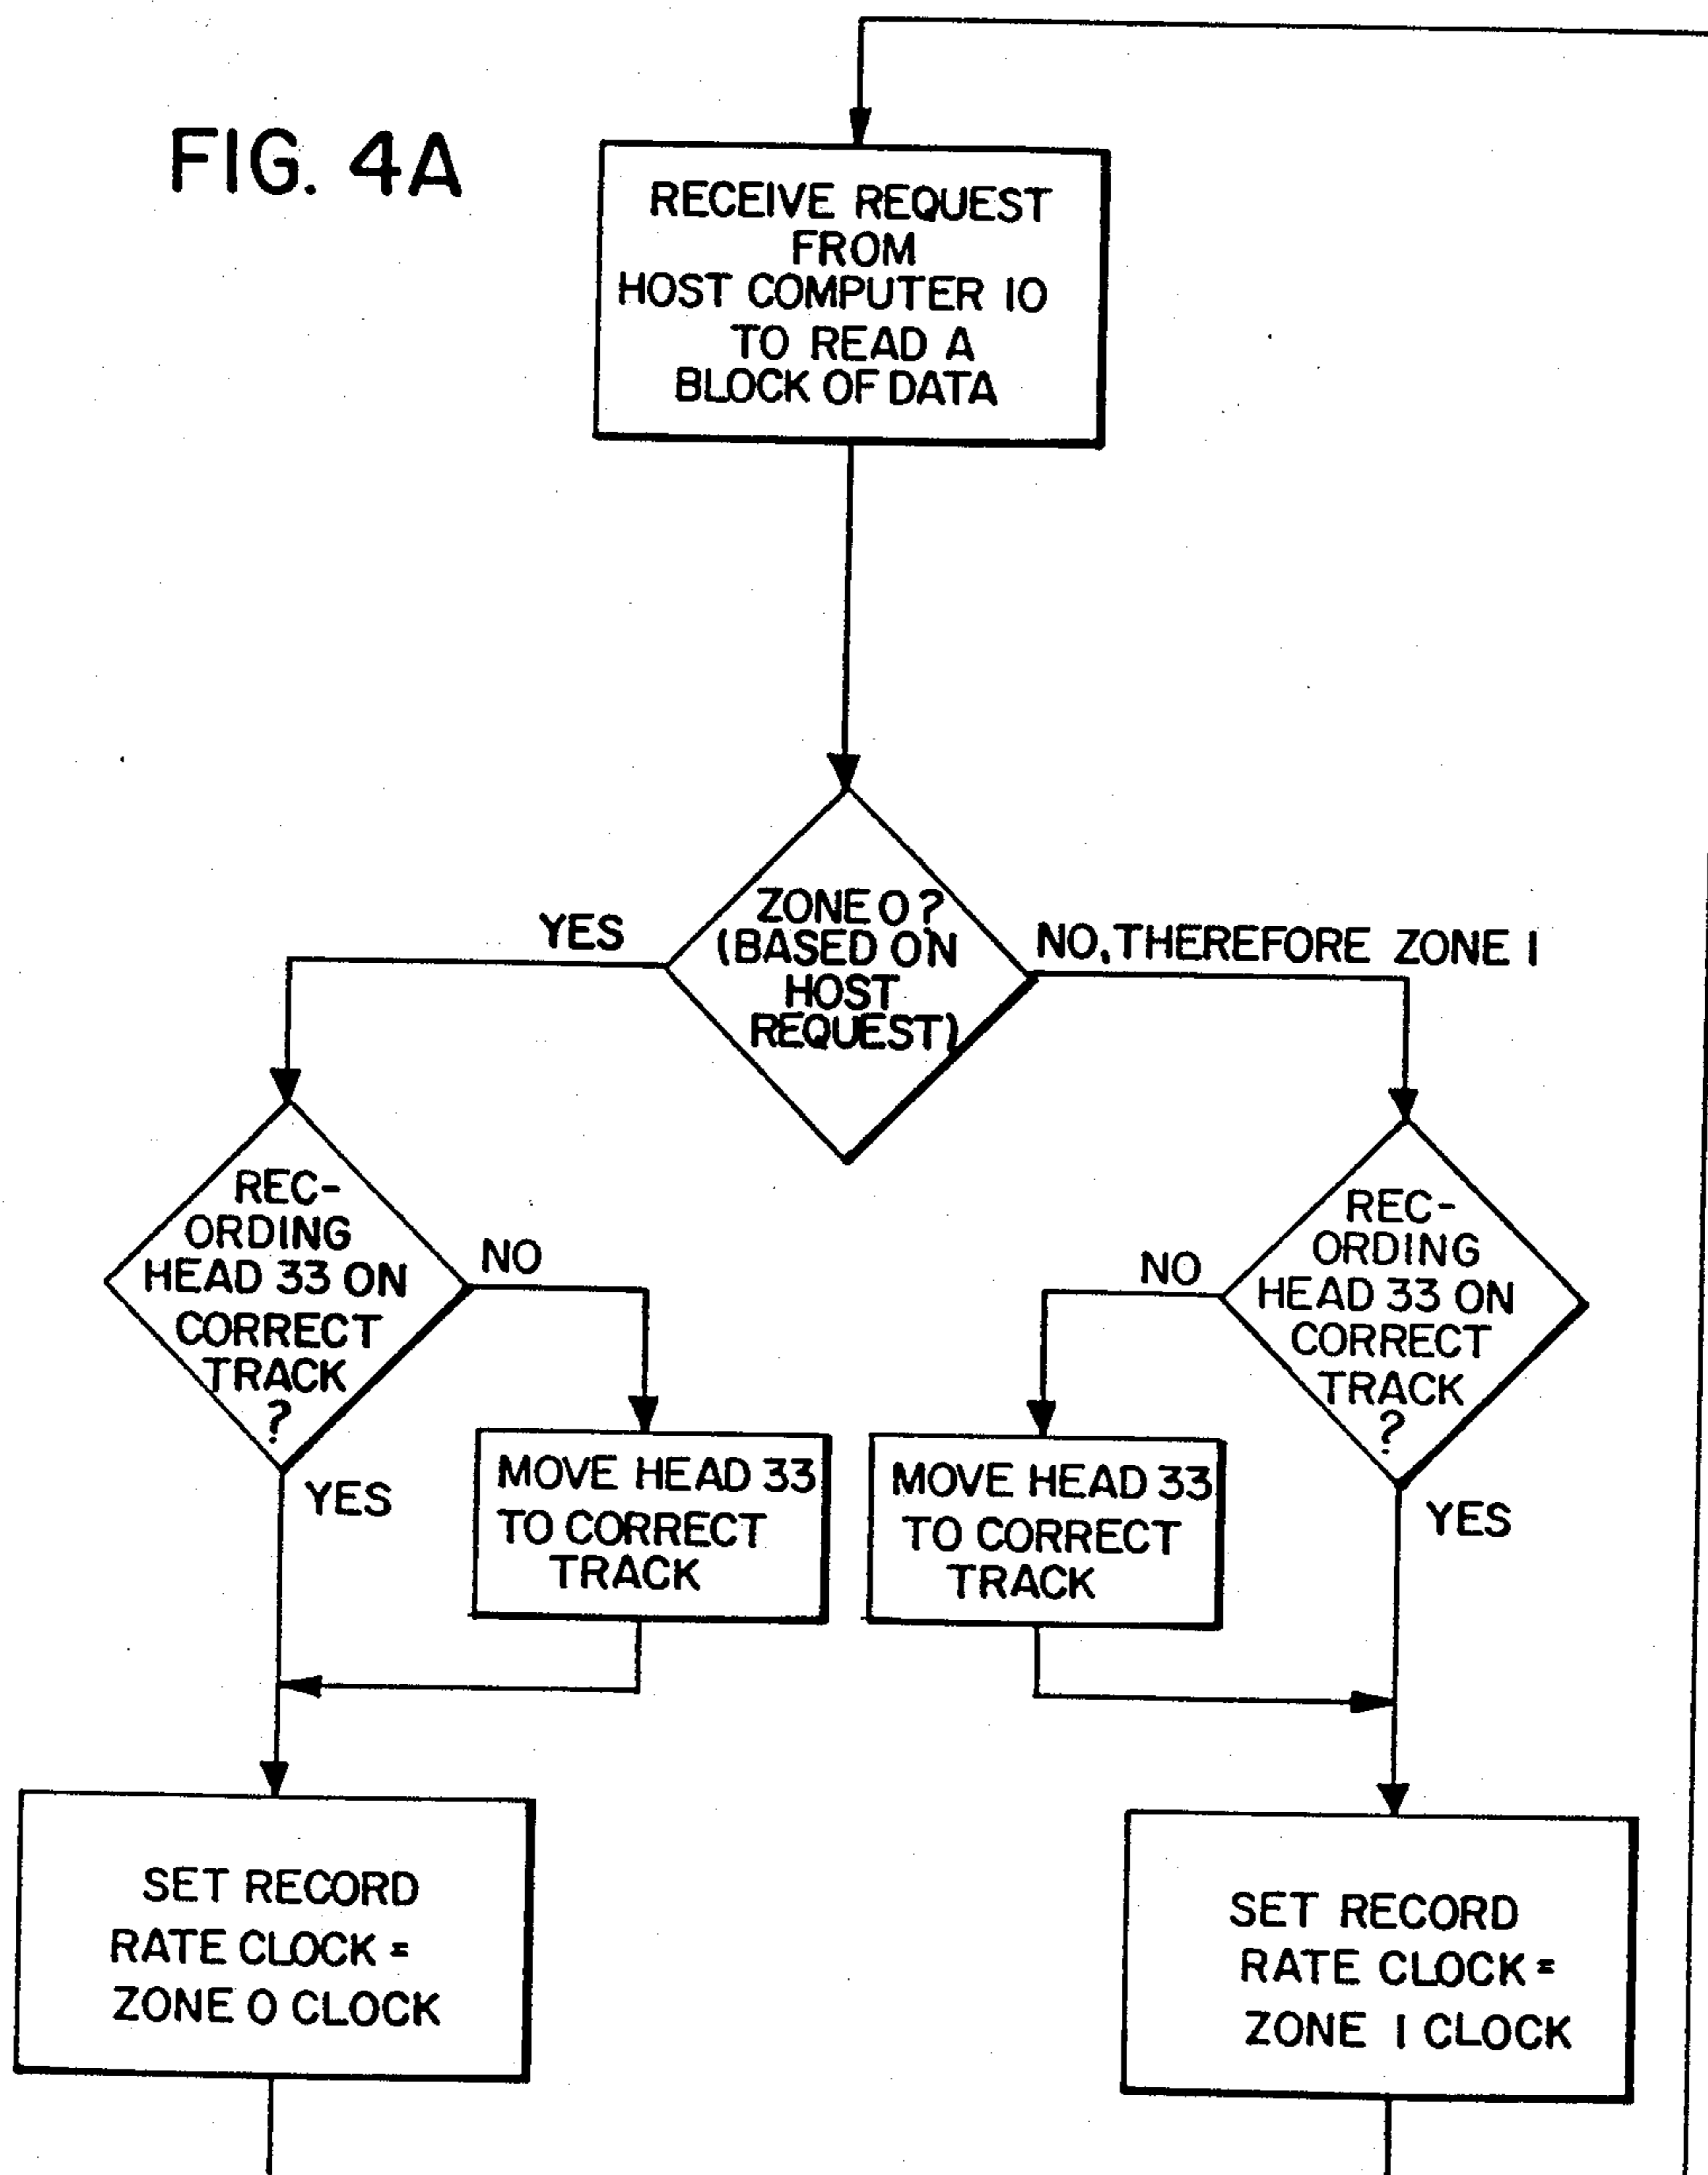 FIG. 4A
RECEIVE REQUEST
FROM
HOST COMPUTER 10
TO READ A
BLOCK OF DATA
ZONE 0 ?
(BASED ON
HOST
REQUEST)
YES
NO, THEREFORE ZONE 1
REC-
ORDING
HEAD 33 ON
CORRECT
TRACK
?
NO
YES
MOVE HEAD 33
TO CORRECT
TRACK
REC-
ORDING
HEAD 33 ON
CORRECT
TRACK
?
NO
YES
MOVE HEAD 33
TO CORRECT
TRACK
SET RECORD
RATE CLOCK =
ZONE 0 CLOCK
SET RECORD
RATE CLOCK =
ZONE 1 CLOCK